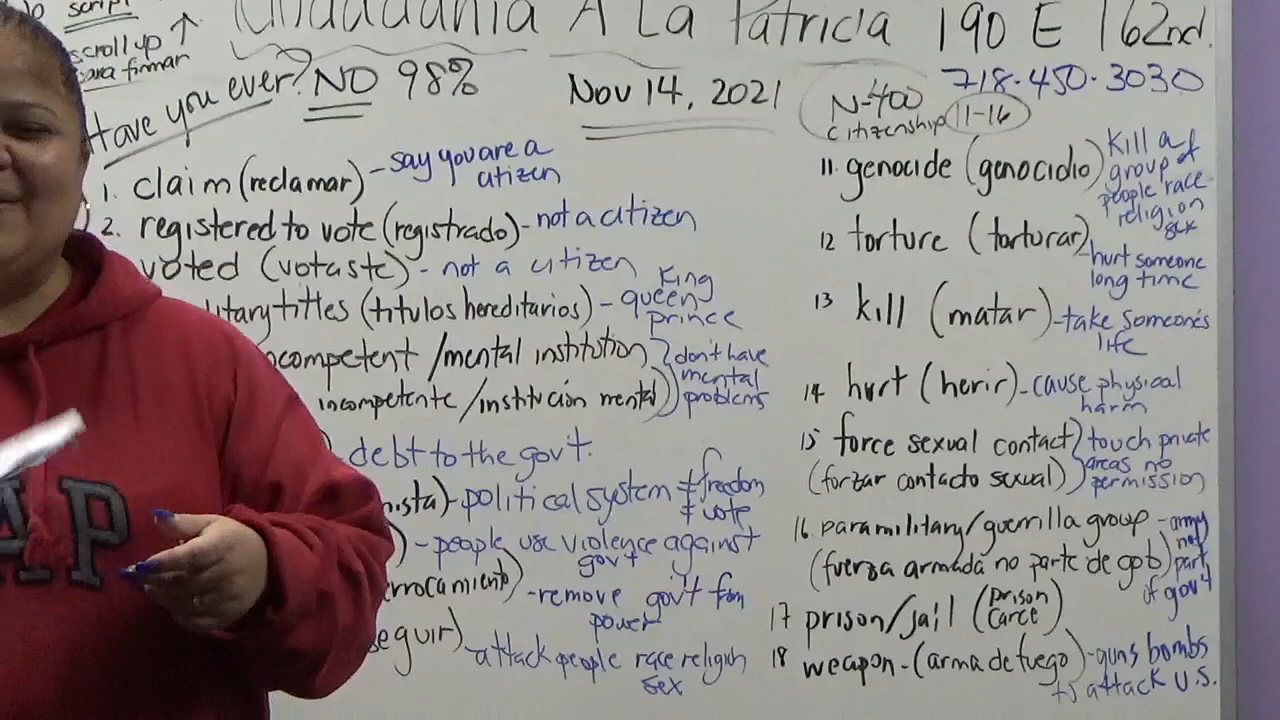 script
scroll up ↑
para firmar
Ciudadanía A La Patricia 190 E 162nd.
718.450.3030
Have you ever? NO 98%
Nov 14, 2021
N-400
citizenship 11-16
1. claim (reclamar) - say you are a
citizen
2. registered to vote (registrado) - not a citizen
voted (votaste) - not a citizen
itary titles (titulos hereditarios) - queen
King
prince
incompetent / mental institution
incompetente / institución mental)
don't have
mental
problems
debt to the gov't.
nista) - political system ≠ freedom
≠ vote
) - people use violence against
gov't
errocamiento) - remove gov't from
power
seguir) - attack people race religion
sex
11. genocide (genocidio)
Kill a
group of
people race
religion
sex
12 torture (torturar)
- hurt someone
long time
13 kill (matar) - take someone's
life
14 hurt (herir) - cause physical
harm
15 force sexual contact
(forzar contacto sexual)
touch private
areas no
permission
16. paramilitary/guerrilla group
(fuerza armada no parte de gob)
- army
not
part
of gov't
17 prison/jail (prison
carce)
18 weapon - (arma de fuego) - guns bombs
to attack U.S.
AP